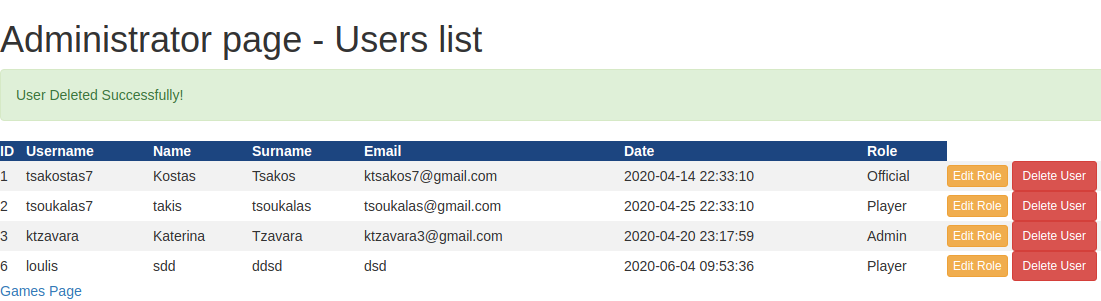 Administrator page - Users list
User Deleted Successfully!
ID Username Name Surname Email Date Role
1 tsakostas7 Kostas Tsakos ktsakos7@gmail.com 2020-04-14 22:33:10 Official Edit Role Delete User
2 tsoukalas7 takis tsoukalas tsoukalas@gmail.com 2020-04-25 22:33:10 Player Edit Role Delete User
3 ktzavara Katerina Tzavara ktzavara3@gmail.com 2020-04-20 23:17:59 Admin Edit Role Delete User
6 loulis sdd ddsd dsd 2020-06-04 09:53:36 Player Edit Role Delete User
Games Page